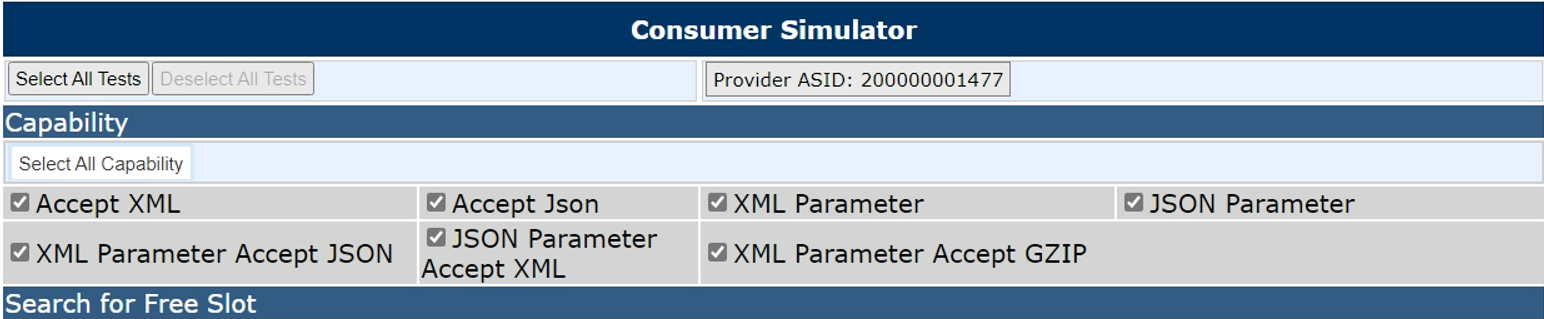 Consumer Simulator
Select All Tests Deselect All Tests Provider ASID: 200000001477
Capability
Select All Capability
Accept XML Accept Json XML Parameter JSON Parameter
XML Parameter Accept JSON JSON Parameter
Accept XML XML Parameter Accept GZIP
Search for Free Slot